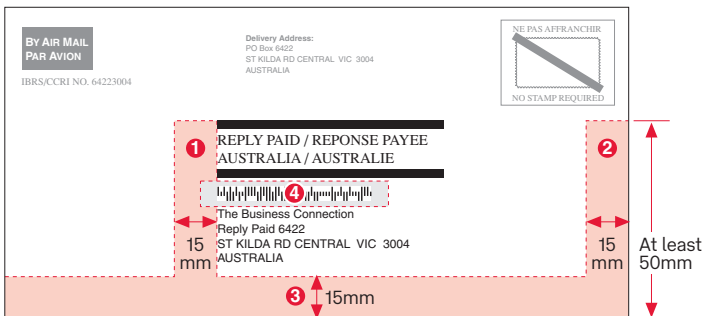 BY AIR MAIL
PAR AVION
IBRS/CCRI NO. 64223004
Delivery Address:
PO Box 6422
ST KILDA RD CENTRAL VIC 3004
AUSTRALIA
NE PAS AFFRANCHIR
NO STAMP REQUIRED
REPLY PAID / REPONSE PAYEE
AUSTRALIA / AUSTRALIE
1
2
4
The Business Connection
Reply Paid 6422
ST KILDA RD CENTRAL VIC 3004
AUSTRALIA
15
mm
15
mm
At least
50mm
3
15mm